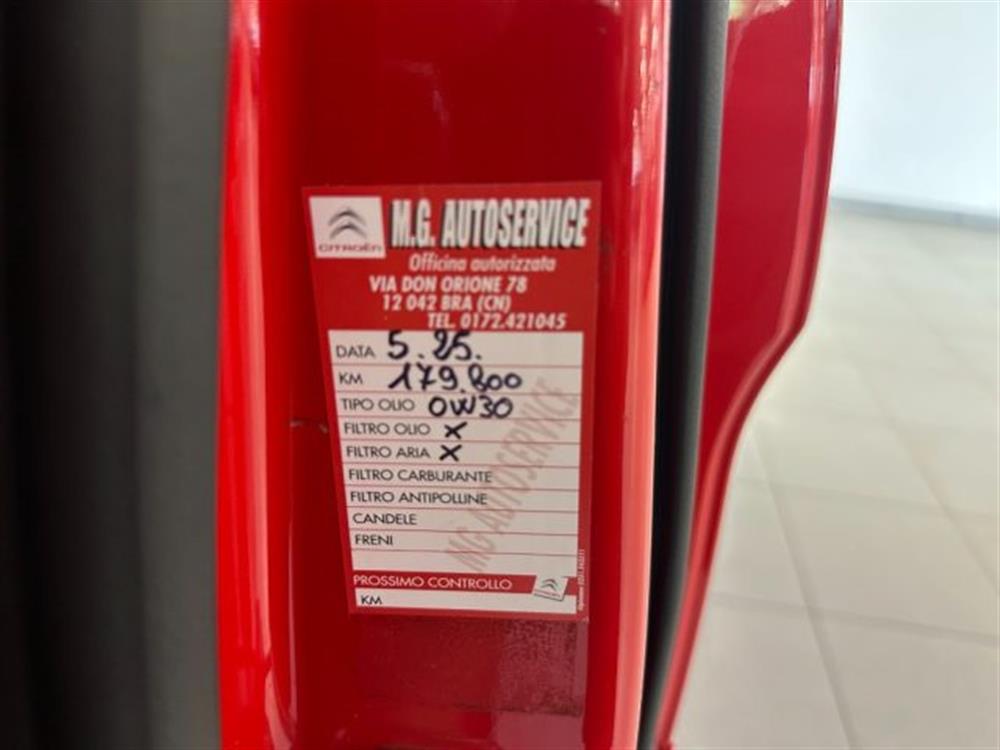 CITROËN
M.G. AUTOSERVICE
Officina autorizzata
VIA DON ORIONE 78
12 042 BRA (CN)
TEL. 0172.421045
DATA 5.25.
KM 179.800
TIPO OLIO 0W30
FILTRO OLIO X
FILTRO ARIA X
FILTRO CARBURANTE
FILTRO ANTIPOLLINE
CANDELE
FRENI
MG AUTOSERVICE
PROSSIMO CONTROLLO
KM